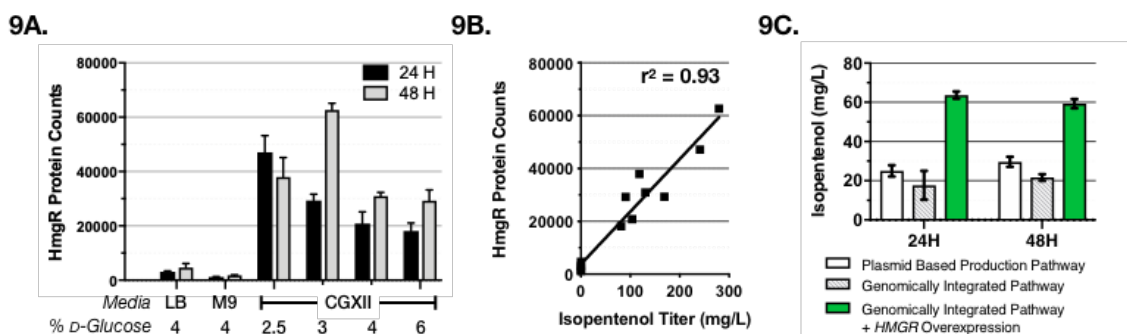 9A.
HmgR Protein Counts
80000
60000
40000
20000
0
24 H
48 H
Media LB M9 CGXII
% D-Glucose 4 4 2.5 3 4 6
9B.
HmgR Protein Counts
80000
60000
40000
20000
0
r² = 0.93
0 100 200 300
Isopentenol Titer (mg/L)
9C.
Isopentenol (mg/L)
80
60
40
20
0
24H 48H
Plasmid Based Production Pathway
Genomically Integrated Pathway
Genomically Integrated Pathway
+ HMGR Overexpression